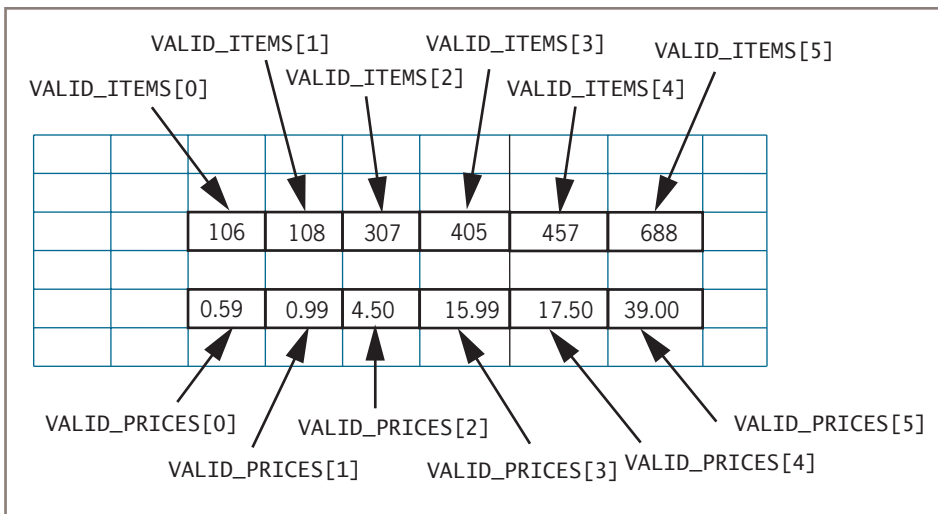 VALID_ITEMS[1]
VALID_ITEMS[3]
VALID_ITEMS[5]
VALID_ITEMS[2]
VALID_ITEMS[0]
VALID_ITEMS[4]
106 108 307 405 457 688
0.59 0.99 4.50 15.99 17.50 39.00
VALID_PRICES[0]
VALID_PRICES[2]
VALID_PRICES[5]
VALID_PRICES[1]
VALID_PRICES[3]
VALID_PRICES[4]